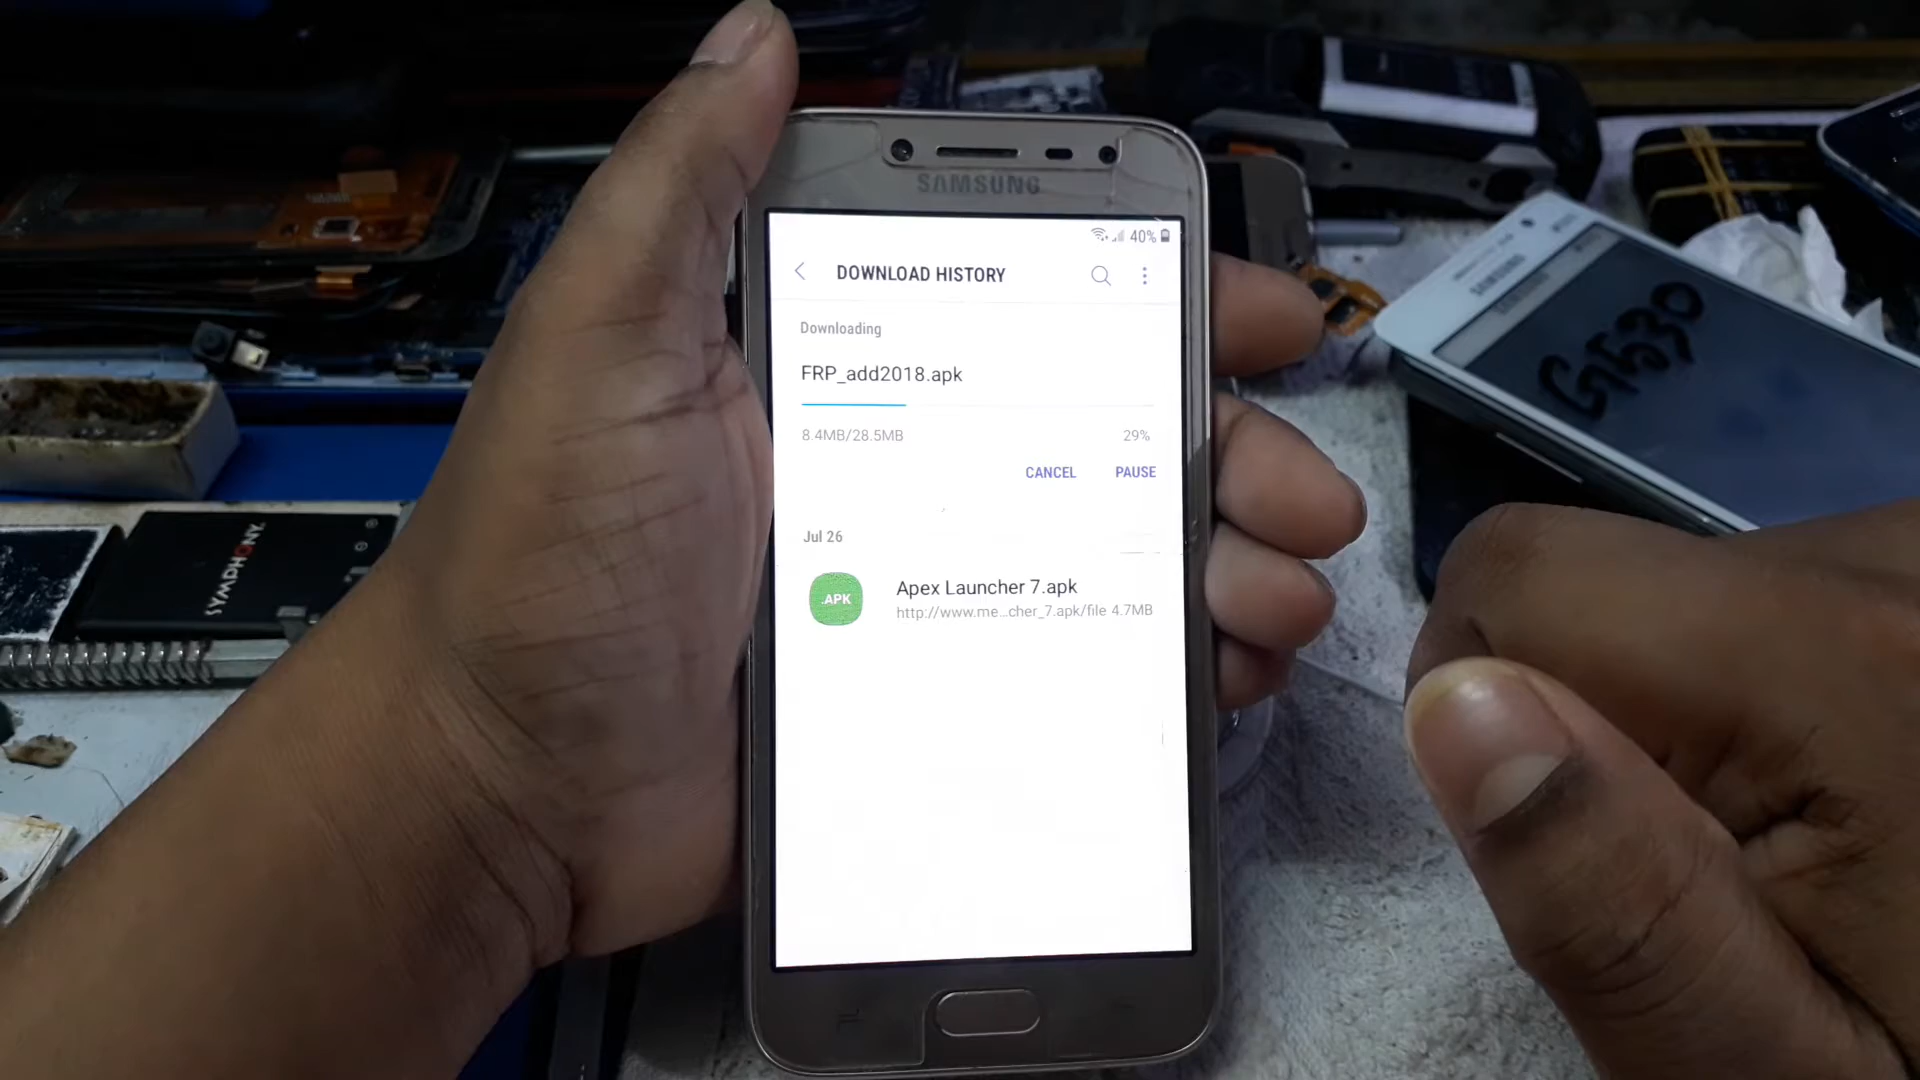 SAMSUNG
40%
DOWNLOAD HISTORY
Downloading
FRP_add2018.apk
8.4MB/28.5MB
29%
CANCEL
PAUSE
Jul 26
.APK
Apex Launcher 7.apk
http://www.me...cher_7.apk/file 4.7MB
SAMSUNG
G530
SYMPHONY